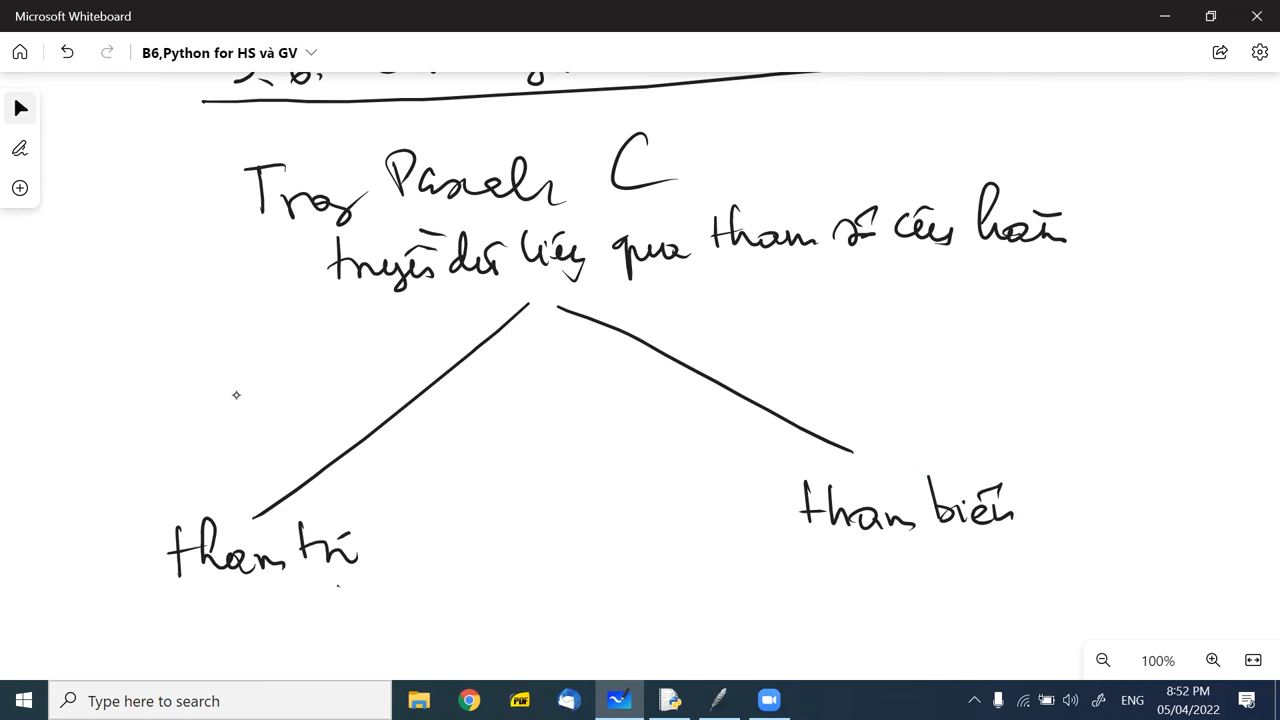 Microsoft Whiteboard
B6,Python for HS và GV
Trong Pascal, C
truyền dữ liệu qua tham số của hàm
tham trị
tham biến
100%
Type here to search
PDF
ENG
8:52 PM
05/04/2022